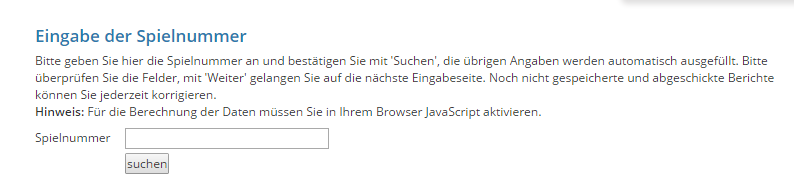 Eingabe der Spielnummer
Bitte geben Sie hier die Spielnummer an und bestätigen Sie mit 'Suchen', die übrigen Angaben werden automatisch ausgefüllt. Bitte
überprüfen Sie die Felder, mit 'Weiter' gelangen Sie auf die nächste Eingabeseite. Noch nicht gespeicherte und abgeschickte Berichte
können Sie jederzeit korrigieren.
Hinweis: Für die Berechnung der Daten müssen Sie in Ihrem Browser JavaScript aktivieren.
Spielnummer
suchen